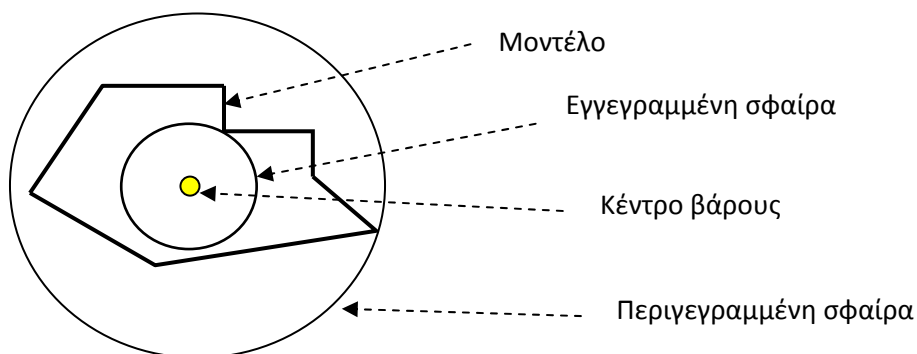 Μοντέλο
Εγγεγραμμένη σφαίρα
Κέντρο βάρους
Περιγεγραμμένη σφαίρα